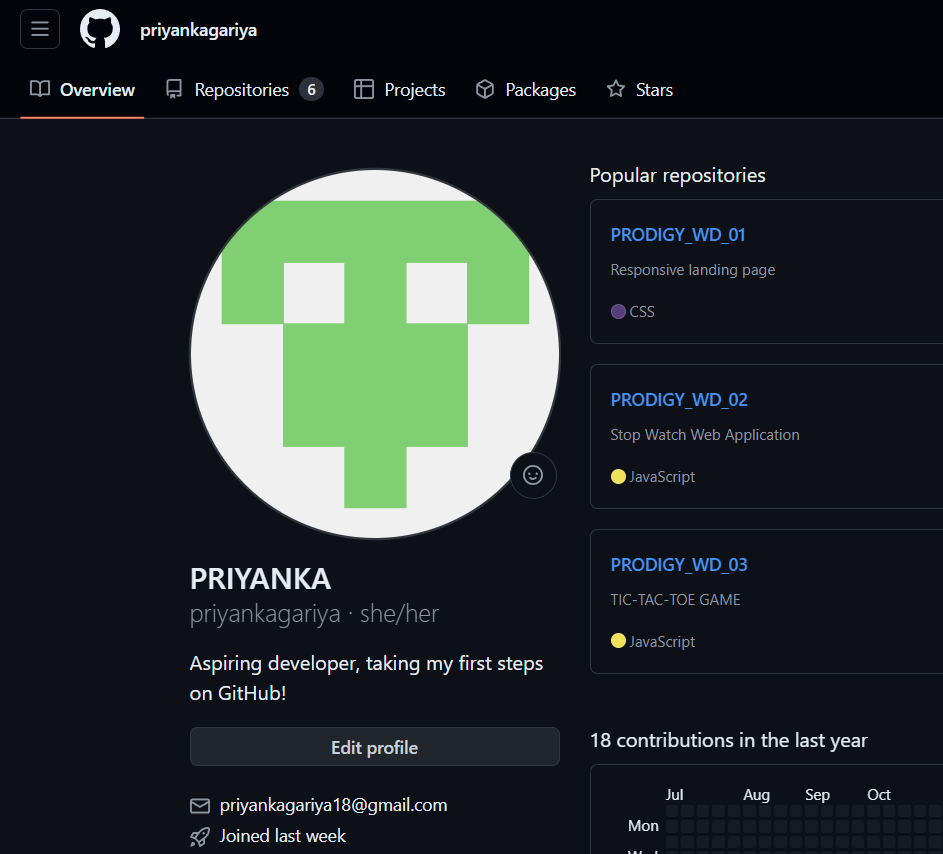 priyankagariya
Overview Repositories 6 Projects Packages Stars
PRIYANKA
priyankagariya · she/her
Aspiring developer, taking my first steps
on GitHub!
Edit profile
priyankagariya18@gmail.com
Joined last week
Popular repositories
PRODIGY_WD_01
Responsive landing page
CSS
PRODIGY_WD_02
Stop Watch Web Application
JavaScript
PRODIGY_WD_03
TIC-TAC-TOE GAME
JavaScript
18 contributions in the last year
Jul Aug Sep Oct
Mon